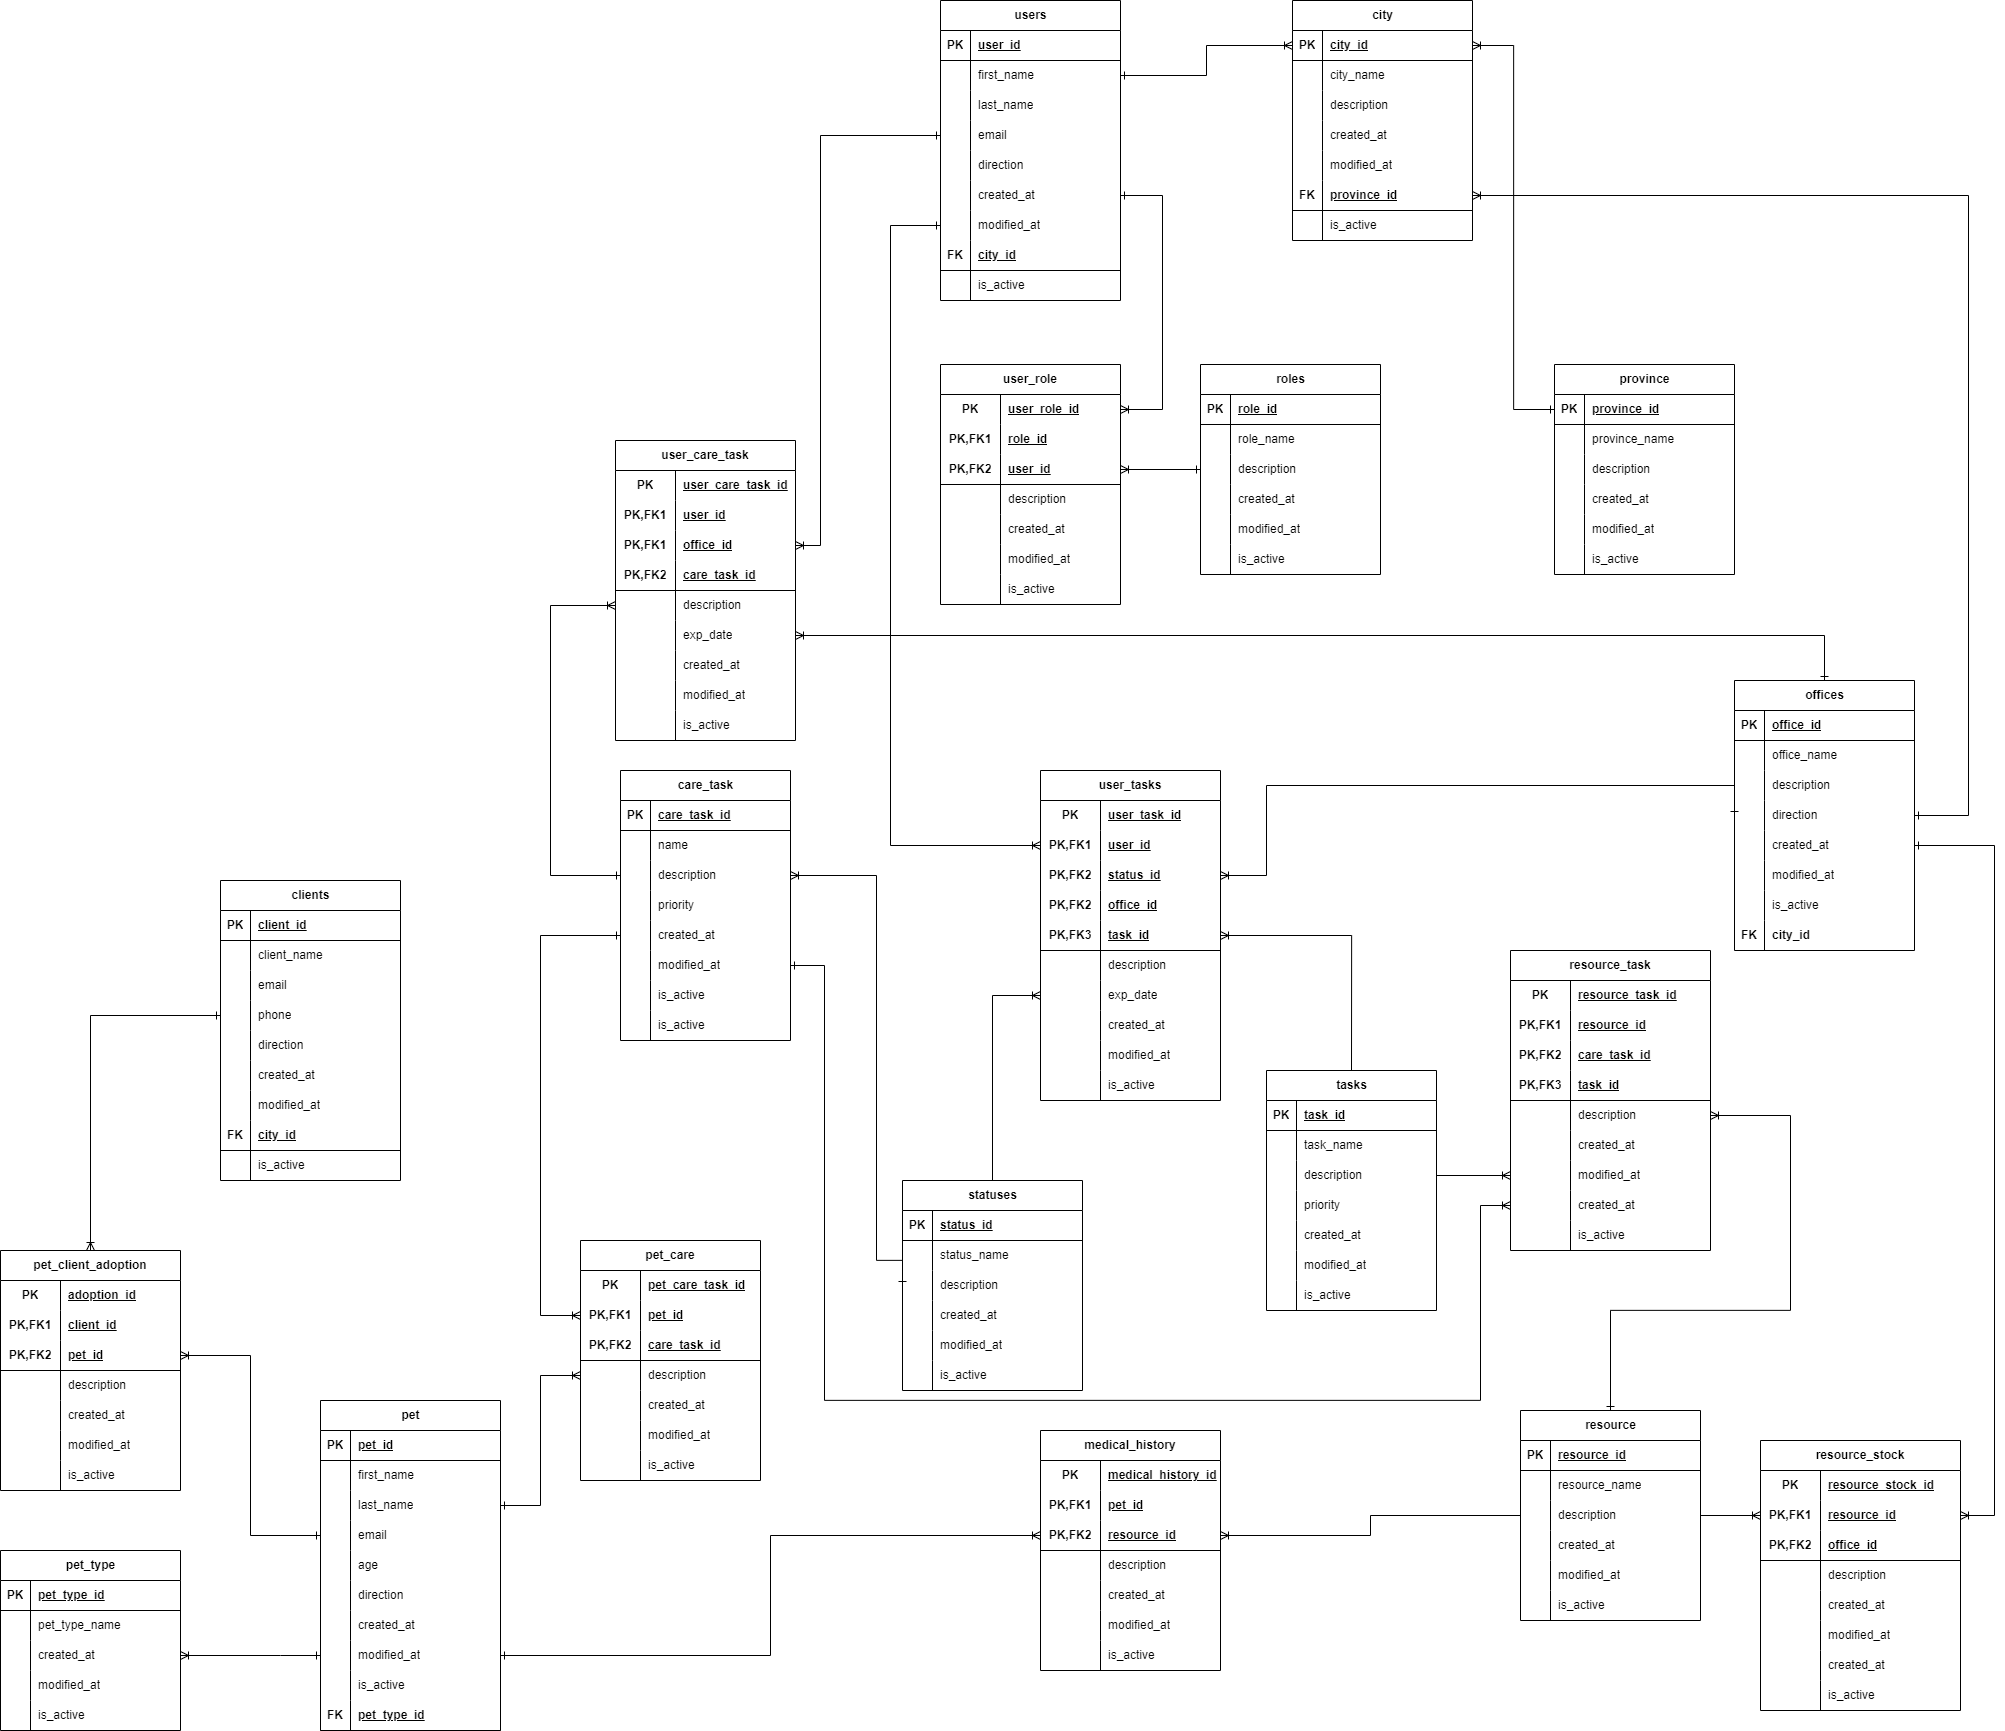 users
PK user_id
first_name
last_name
email
direction
created_at
modified_at
FK city_id
is_active
city
PK city_id
city_name
description
created_at
modified_at
FK province_id
is_active
user_role
PK user_role_id
PK,FK1 role_id
PK,FK2 user_id
description
created_at
modified_at
is_active
roles
PK role_id
role_name
description
created_at
modified_at
is_active
province
PK province_id
province_name
description
created_at
modified_at
is_active
user_care_task
PK user_care_task_id
PK,FK1 user_id
PK,FK1 office_id
PK,FK2 care_task_id
description
exp_date
created_at
modified_at
is_active
offices
PK office_id
office_name
description
direction
created_at
modified_at
is_active
FK city_id
care_task
PK care_task_id
name
description
priority
created_at
modified_at
is_active
is_active
user_tasks
PK user_task_id
PK,FK1 user_id
PK,FK2 status_id
PK,FK2 office_id
PK,FK3 task_id
description
exp_date
created_at
modified_at
is_active
clients
PK client_id
client_name
email
phone
direction
created_at
modified_at
FK city_id
is_active
resource_task
PK resource_task_id
PK,FK1 resource_id
PK,FK2 care_task_id
PK,FK3 task_id
description
created_at
modified_at
created_at
is_active
tasks
PK task_id
task_name
description
priority
created_at
modified_at
is_active
statuses
PK status_id
status_name
description
created_at
modified_at
is_active
pet_client_adoption
PK adoption_id
PK,FK1 client_id
PK,FK2 pet_id
description
created_at
modified_at
is_active
pet_care
PK pet_care_task_id
PK,FK1 pet_id
PK,FK2 care_task_id
description
created_at
modified_at
is_active
pet
PK pet_id
first_name
last_name
email
age
direction
created_at
modified_at
is_active
FK pet_type_id
medical_history
PK medical_history_id
PK,FK1 pet_id
PK,FK2 resource_id
description
created_at
modified_at
is_active
resource
PK resource_id
resource_name
description
created_at
modified_at
is_active
resource_stock
PK resource_stock_id
PK,FK1 resource_id
PK,FK2 office_id
description
created_at
modified_at
created_at
is_active
pet_type
PK pet_type_id
pet_type_name
created_at
modified_at
is_active